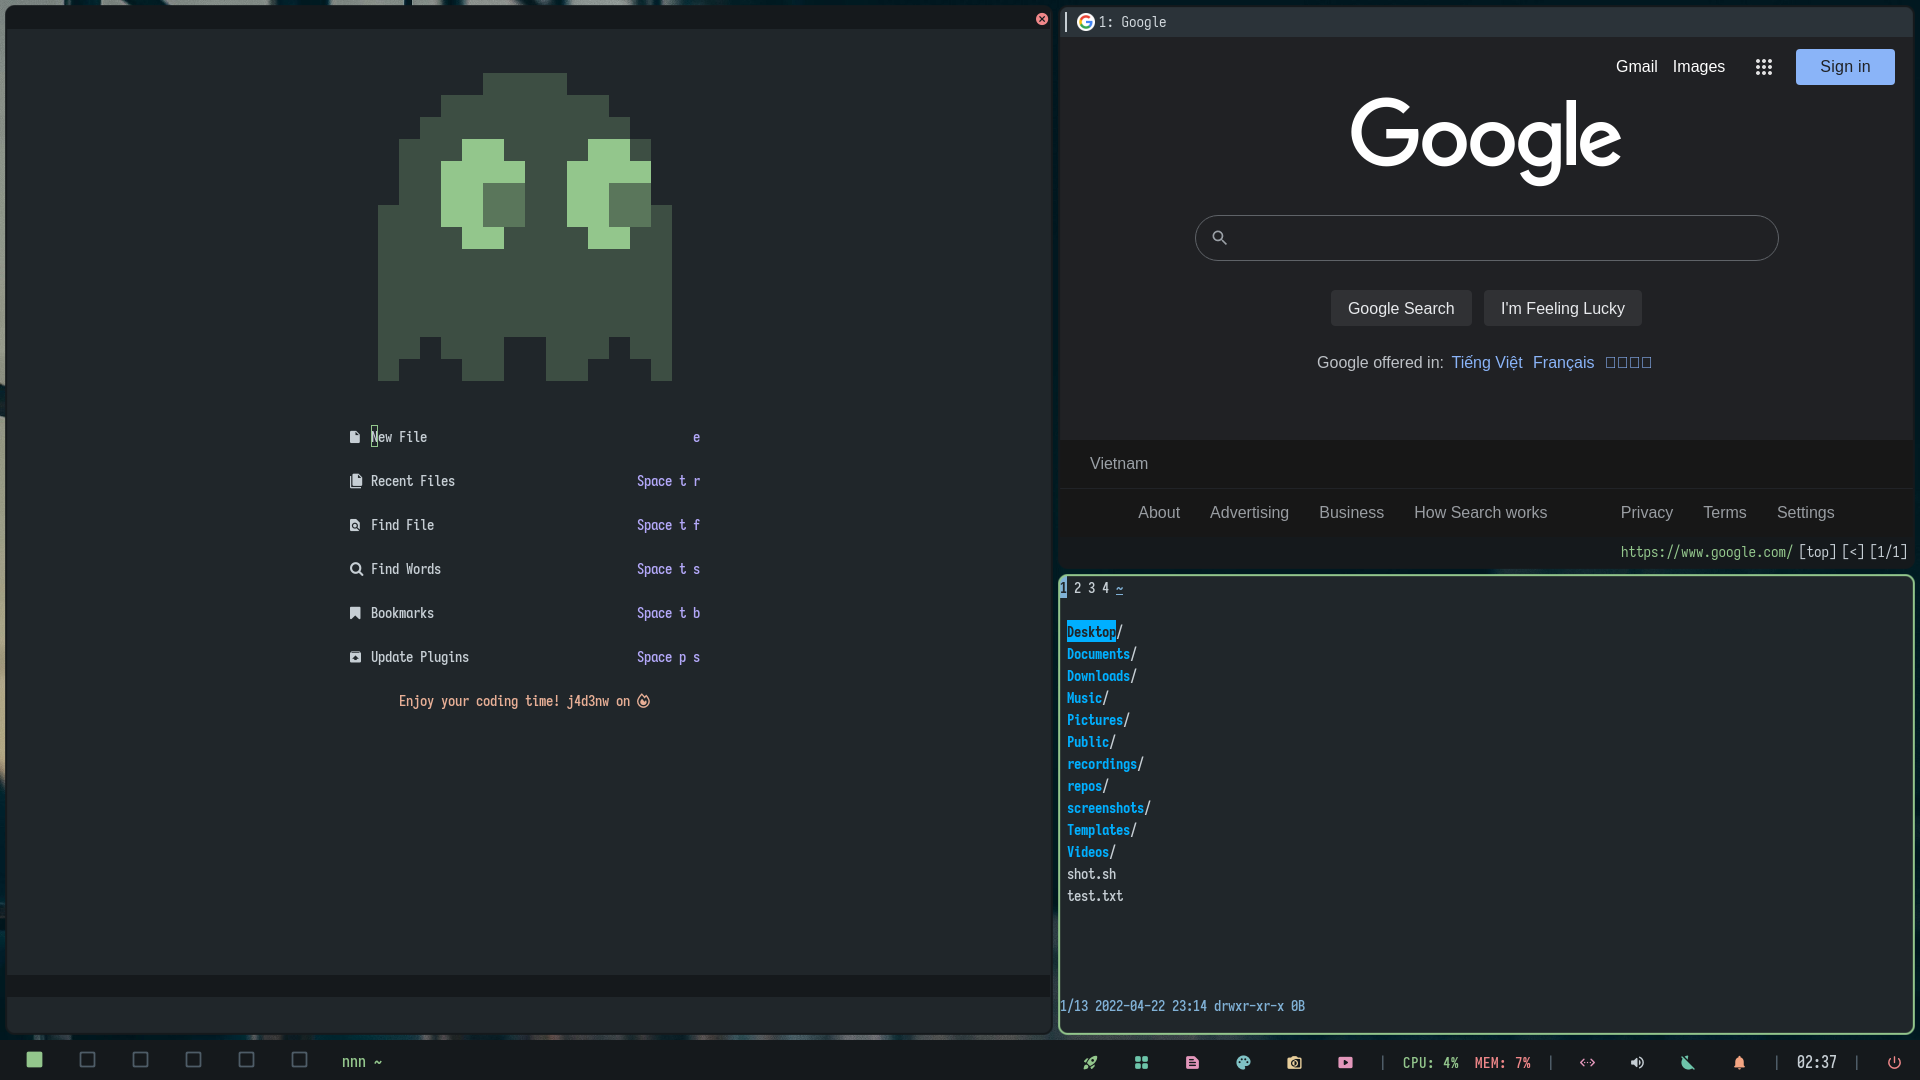 New File e
Recent Files Space t r
Find File Space t f
Find Words Space t s
Bookmarks Space t b
Update Plugins Space p s
Enjoy your coding time! j4d3nw on
1: Google
Gmail Images Sign in
Google
Google Search I'm Feeling Lucky
Google offered in: Tiếng Việt Français
Vietnam
About Advertising Business How Search works Privacy Terms Settings
https://www.google.com/ [top] [<] [1/1]
1 2 3 4 ~
Desktop/
Documents/
Downloads/
Music/
Pictures/
Public/
recordings/
repos/
screenshots/
Templates/
Videos/
shot.sh
test.txt
1/13 2022-04-22 23:14 drwxr-xr-x 0B
nnn ~ | CPU: 4% MEM: 7% | | 02:37 |